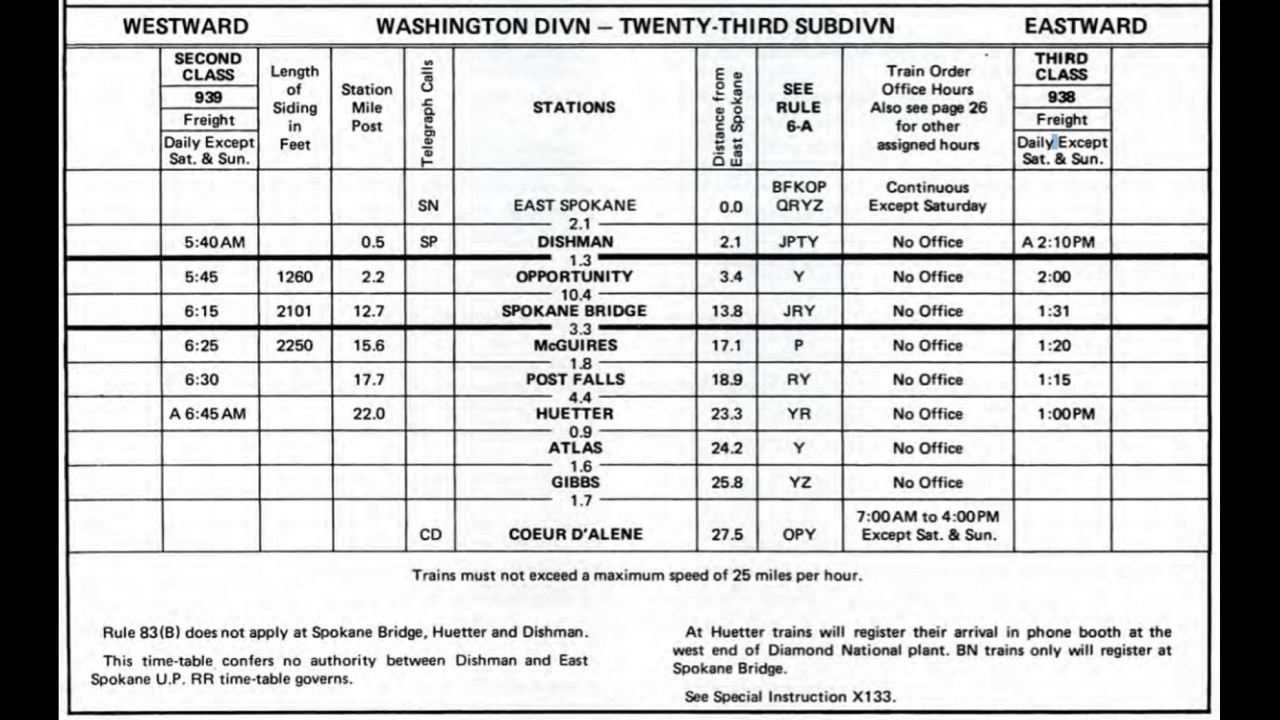 WESTWARD WASHINGTON DIVN – TWENTY-THIRD SUBDIVN EASTWARD
SECOND CLASS 939 Freight Daily Except Sat. & Sun. Length of Siding in Feet Station Mile Post Telegraph Calls STATIONS Distance from East Spokane SEE RULE 6-A Train Order Office Hours Also see page 26 for other assigned hours THIRD CLASS 938 Freight Daily Except Sat. & Sun.
SN EAST SPOKANE 0.0 BFKOP QRYZ Continuous Except Saturday
2.1
5:40 AM 0.5 SP DISHMAN 2.1 JPTY No Office A 2:10 PM
1.3
5:45 1260 2.2 OPPORTUNITY 3.4 Y No Office 2:00
10.4
6:15 2101 12.7 SPOKANE BRIDGE 13.8 JRY No Office 1:31
3.3
6:25 2250 15.6 McGUIRES 17.1 P No Office 1:20
1.8
6:30 17.7 POST FALLS 18.9 RY No Office 1:15
4.4
A 6:45 AM 22.0 HUETTER 23.3 YR No Office 1:00 PM
0.9
ATLAS 24.2 Y No Office
1.6
GIBBS 25.8 YZ No Office
1.7
CD COEUR D'ALENE 27.5 OPY 7:00 AM to 4:00 PM Except Sat. & Sun.
Trains must not exceed a maximum speed of 25 miles per hour.
Rule 83(B) does not apply at Spokane Bridge, Huetter and Dishman.
This time-table confers no authority between Dishman and East
Spokane U.P. RR time-table governs.
At Huetter trains will register their arrival in phone booth at the
west end of Diamond National plant. BN trains only will register at
Spokane Bridge.
See Special Instruction X133.